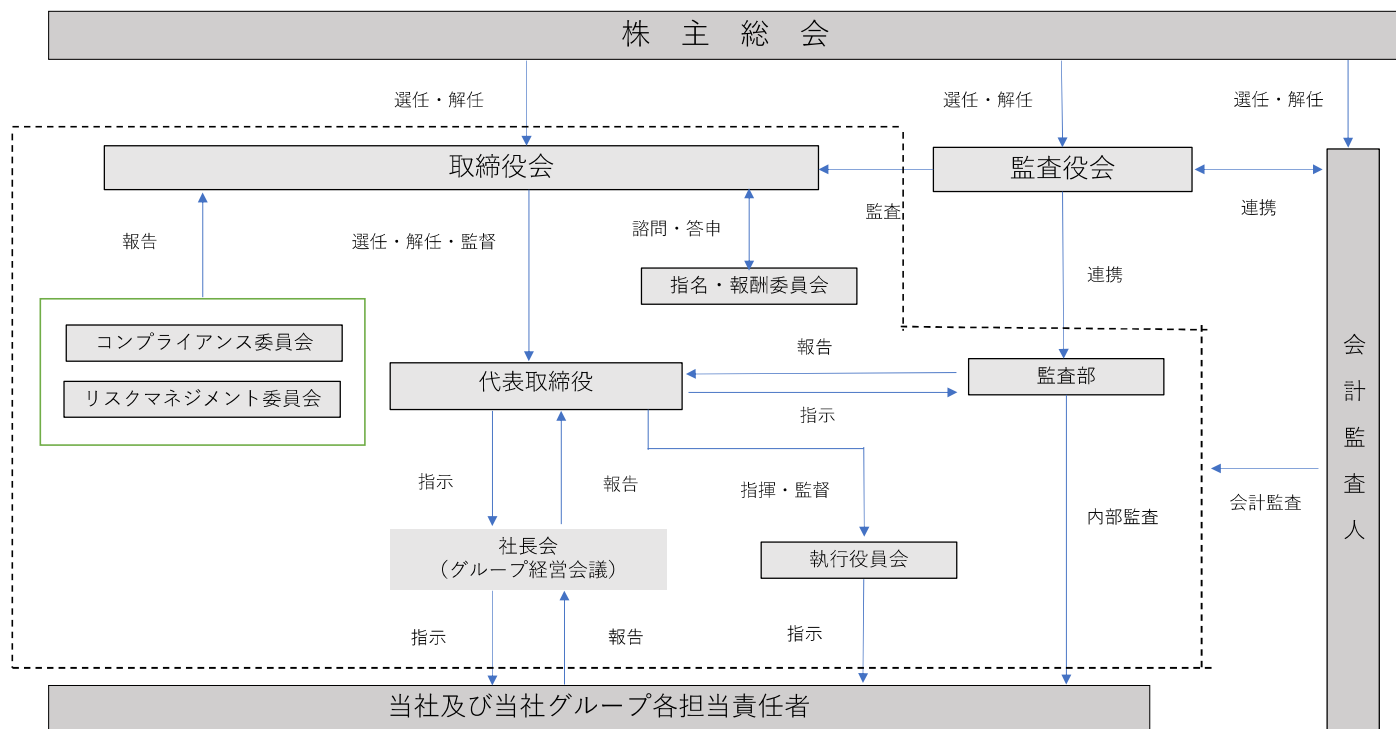 株主総会
選任・解任
選任・解任
選任・解任
取締役会
監査役会
監査
連携
報告
選任・解任・監督
諮問・答申
指名・報酬委員会
連携
コンプライアンス委員会
リスクマネジメント委員会
代表取締役
報告
指示
監査部
会計監査人
指示
報告
指揮・監督
内部監査
会計監査
社長会
（グループ経営会議）
執行役員会
指示
報告
指示
当社及び当社グループ各担当責任者